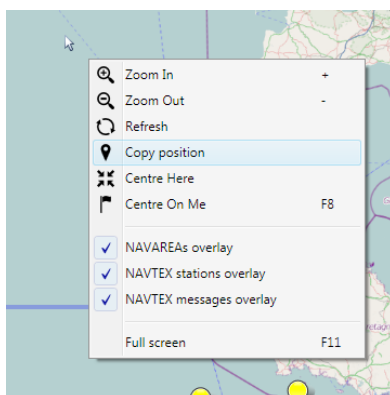 Zoom In +
Zoom Out -
Refresh
Copy position
Centre Here
Centre On Me F8
NAVAREAs overlay
NAVTEX stations overlay
NAVTEX messages overlay
Full screen F11